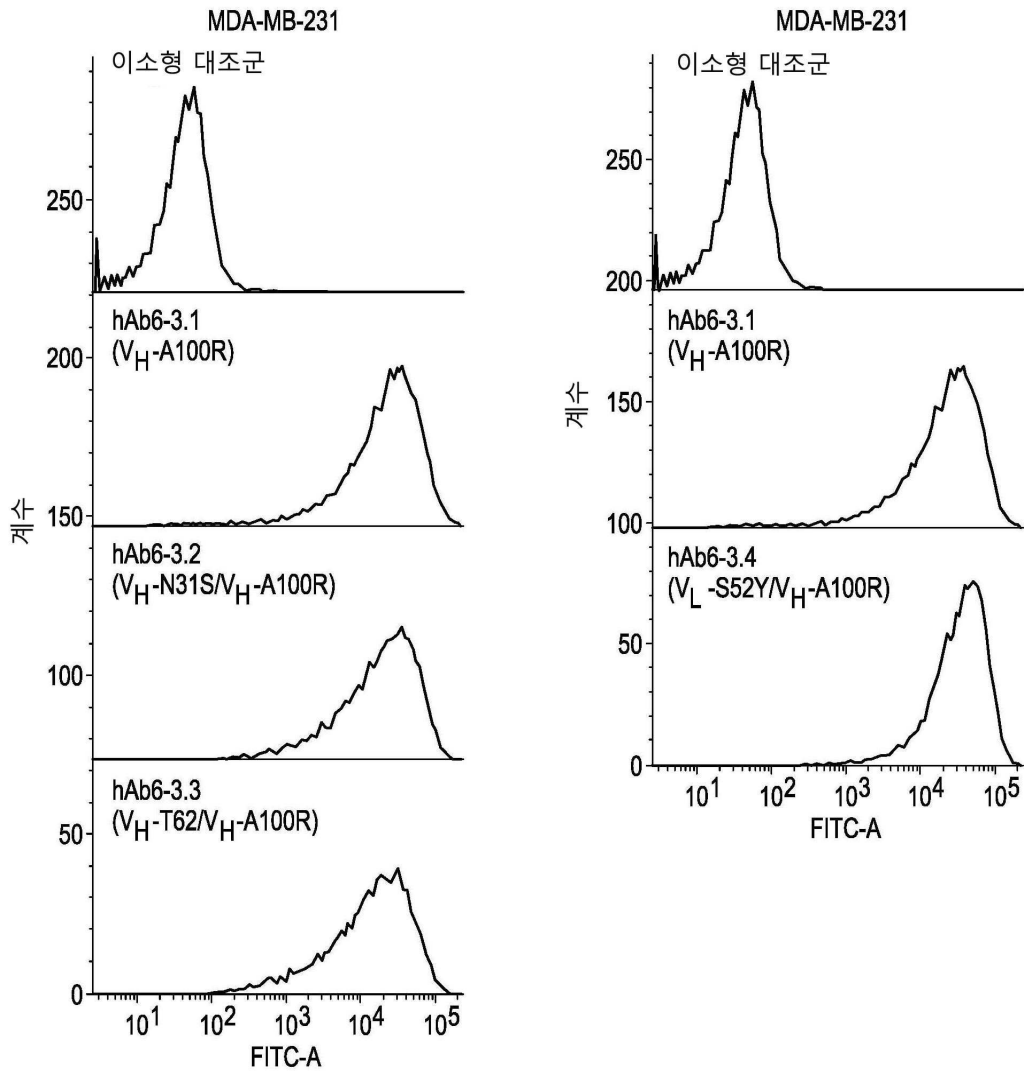 MDA-MB-231
이소형 대조군
250
hAb6-3.1
(VH-A100R)
200
150
계수
hAb6-3.2
(VH-N31S/VH-A100R)
100
hAb6-3.3
(VH-T62/VH-A100R)
50
0
10¹ 10² 10³ 10⁴ 10⁵
FITC-A
MDA-MB-231
이소형 대조군
250
200
hAb6-3.1
(VH-A100R)
150
계수
100
hAb6-3.4
(VL -S52Y/VH-A100R)
50
0
10¹ 10² 10³ 10⁴ 10⁵
FITC-A